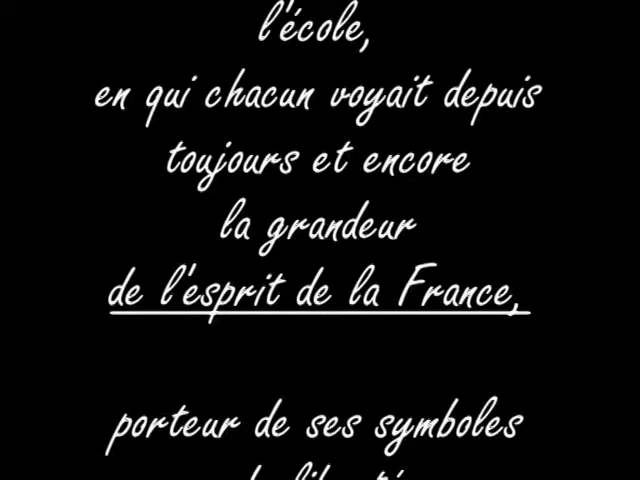 l'école,
en qui chacun voyait depuis
toujours et encore
la grandeur
de l'esprit de la France,
porteur de ses symboles